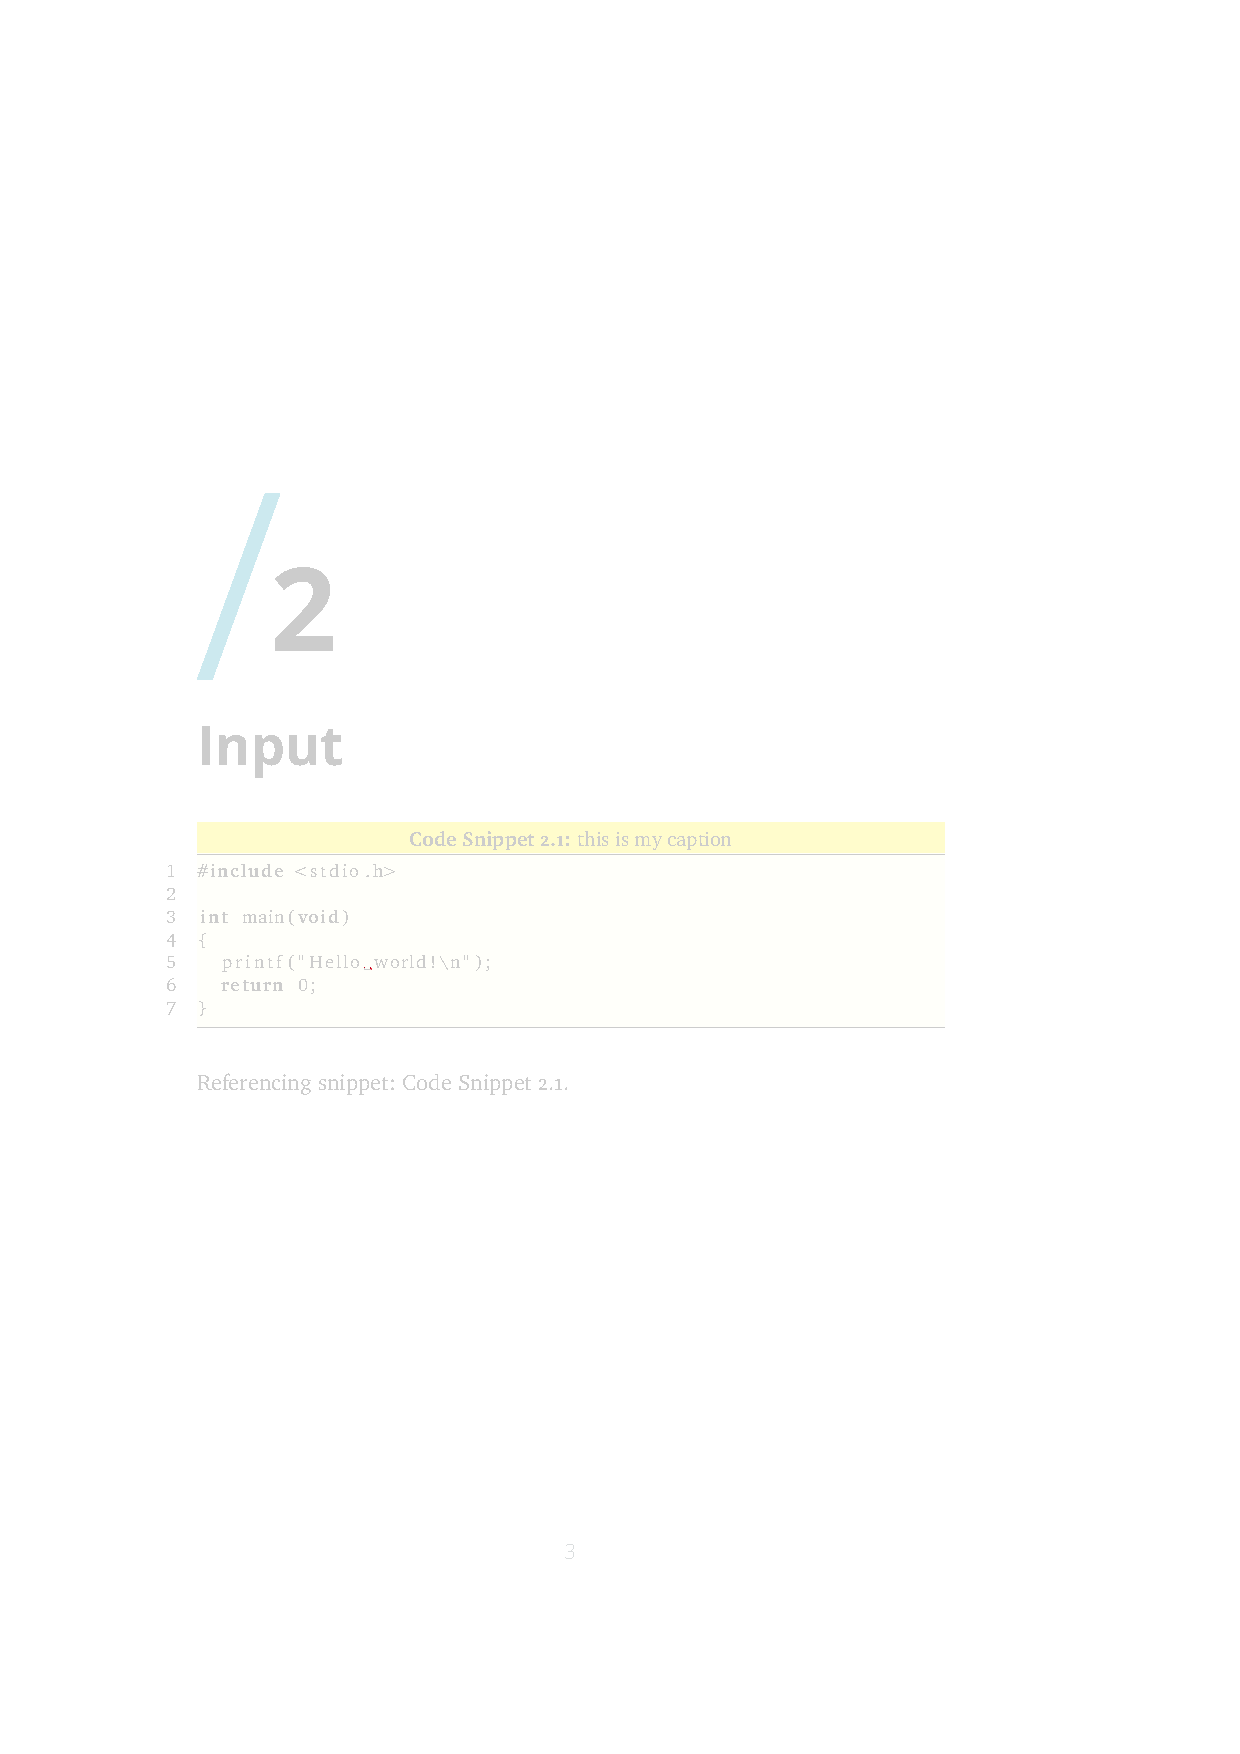 /2
Input
Code Snippet 2.1: this is my caption
1 #include <stdio.h>
2
3 int main(void)
4 {
5   printf("Hello␣world!\n");
6   return 0;
7 }
Referencing snippet: Code Snippet 2.1.
3